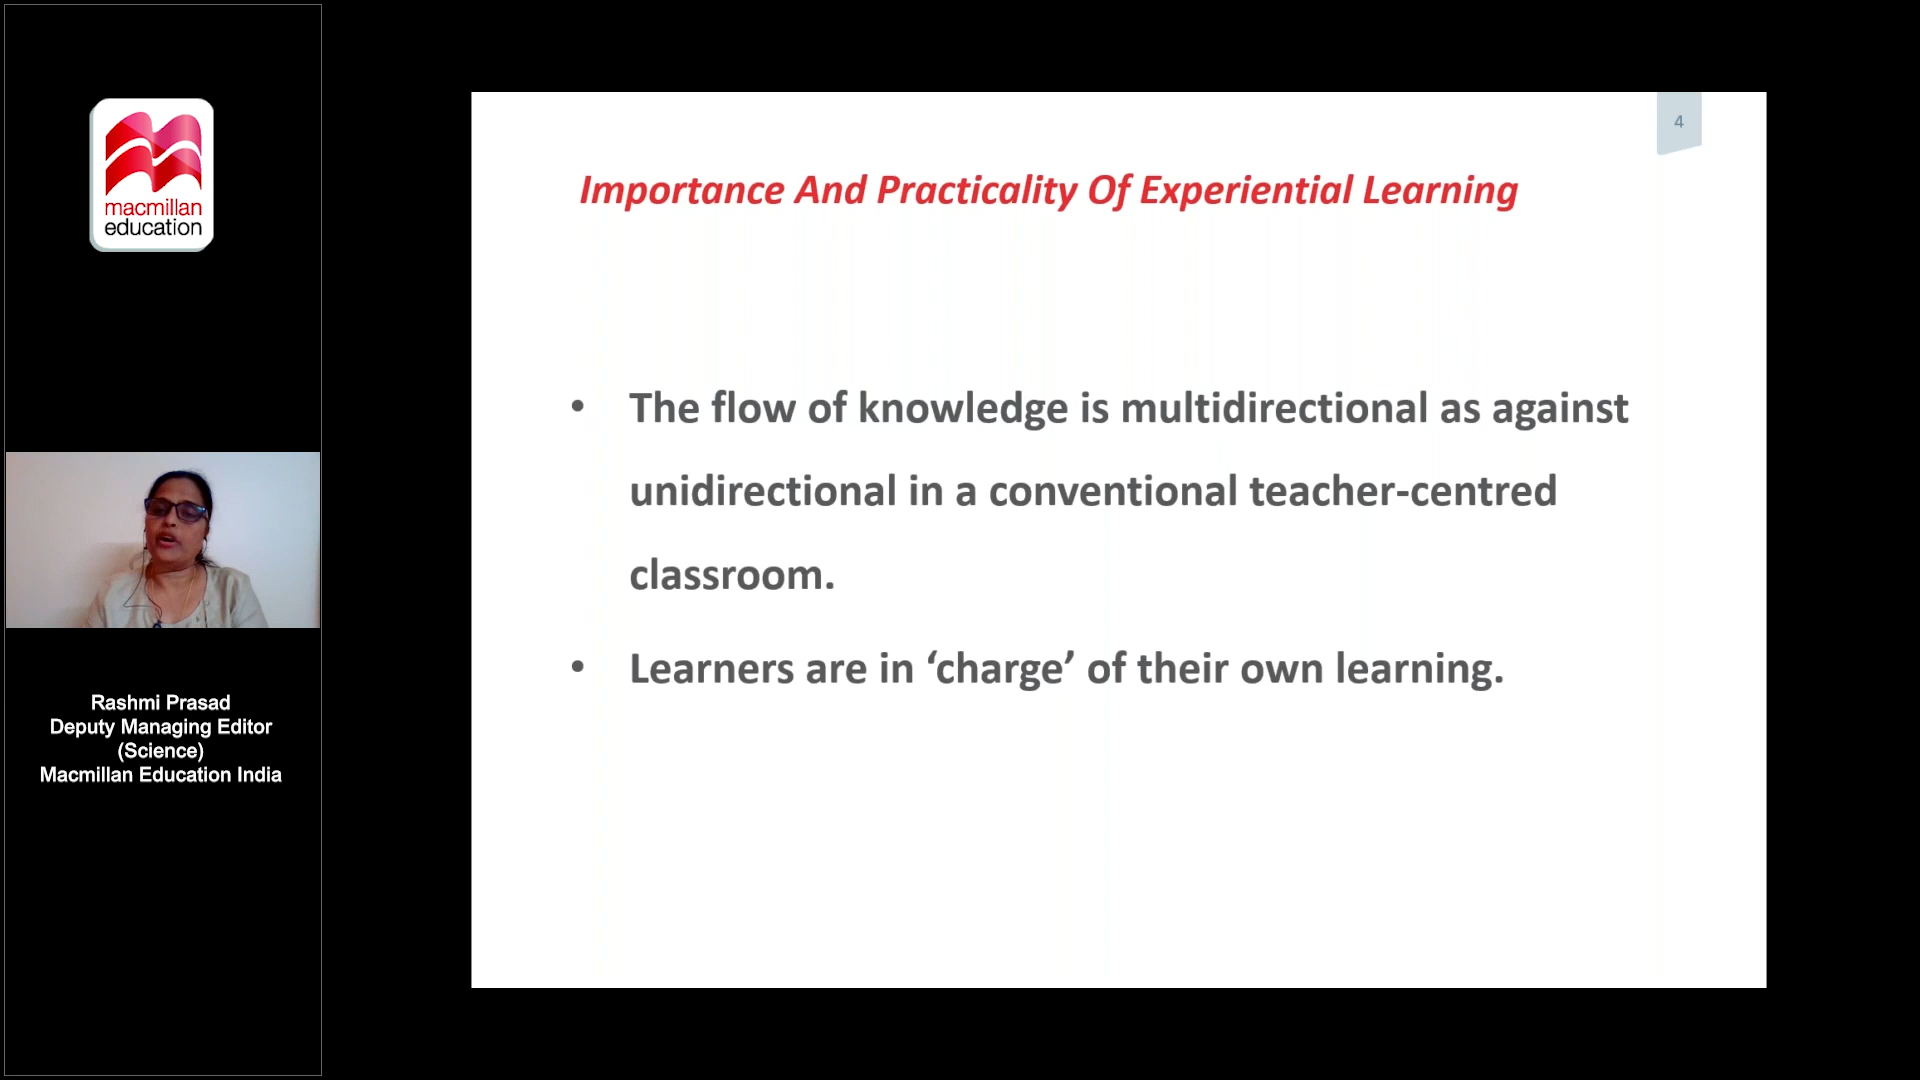 macmillan
education
Rashmi Prasad
Deputy Managing Editor
(Science)
Macmillan Education India
4
Importance And Practicality Of Experiential Learning
• The flow of knowledge is multidirectional as against
unidirectional in a conventional teacher-centred
classroom.
• Learners are in ‘charge’ of their own learning.